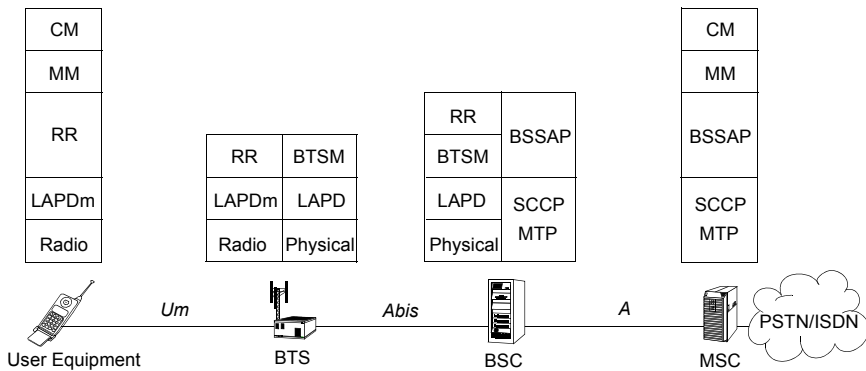 CM
MM
RR
LAPDm
Radio
RR
BTSM
LAPDm
LAPD
Radio
Physical
RR
BTSM
LAPD
Physical
BSSAP
SCCP
MTP
CM
MM
BSSAP
SCCP
MTP
Um
Abis
A
PSTN/ISDN
User Equipment
BTS
BSC
MSC